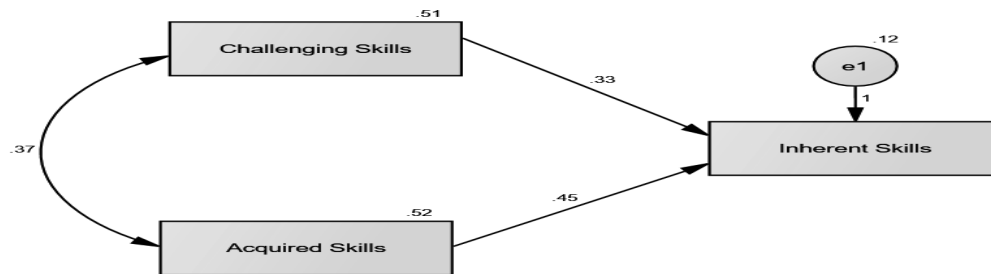 .51
Challenging Skills
.12
e1
.33
1
.37
Inherent Skills
.52
.45
Acquired Skills